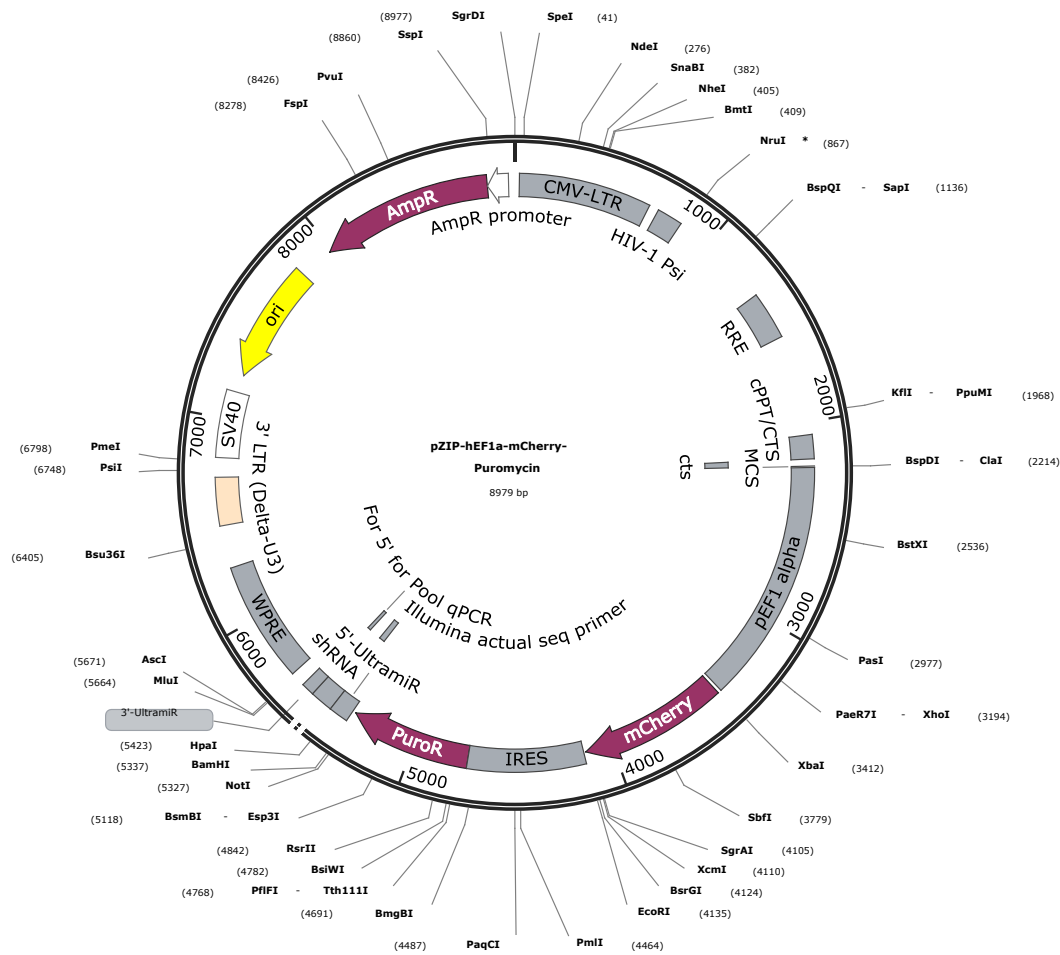 (8977) SgrDI
SpeI (41)
(8860) SspI
NdeI (276)
SnaBI (382)
(8426) PvuI
NheI (405)
(8278) FspI
BmtI (409)
NruI * (867)
BspQI - SapI (1136)
KflI - PpuMI (1968)
BspDI - ClaI (2214)
BstXI (2536)
PasI (2977)
PaeR7I - XhoI (3194)
XbaI (3412)
SbfI (3779)
SgrAI (4105)
XcmI (4110)
BsrGI (4124)
EcoRI (4135)
PmlI (4464)
(4487) PaqCI
(4691) BmgBI
(4768) PflFI - Tth111I
(4782) BsiWI
(4842) RsrII
(5118) BsmBI - Esp3I
(5327) NotI
(5337) BamHI
(5423) HpaI
3'-UltramiR
(5664) MluI
(5671) AscI
(6405) Bsu36I
(6748) PsiI
(6798) PmeI
1000
2000
3000
4000
5000
6000
7000
8000
AmpR
AmpR promoter
CMV-LTR
HIV-1 Psi
RRE
cPPT/CTS
cts
MCS
pEF1 alpha
mCherry
IRES
PuroR
5'-UltramiR
shRNA
For 5' for Pool qPCR
Illumina actual seq primer
WPRE
3' LTR (Delta-U3)
SV40
ori
pZIP-hEF1a-mCherry-
Puromycin
8979 bp